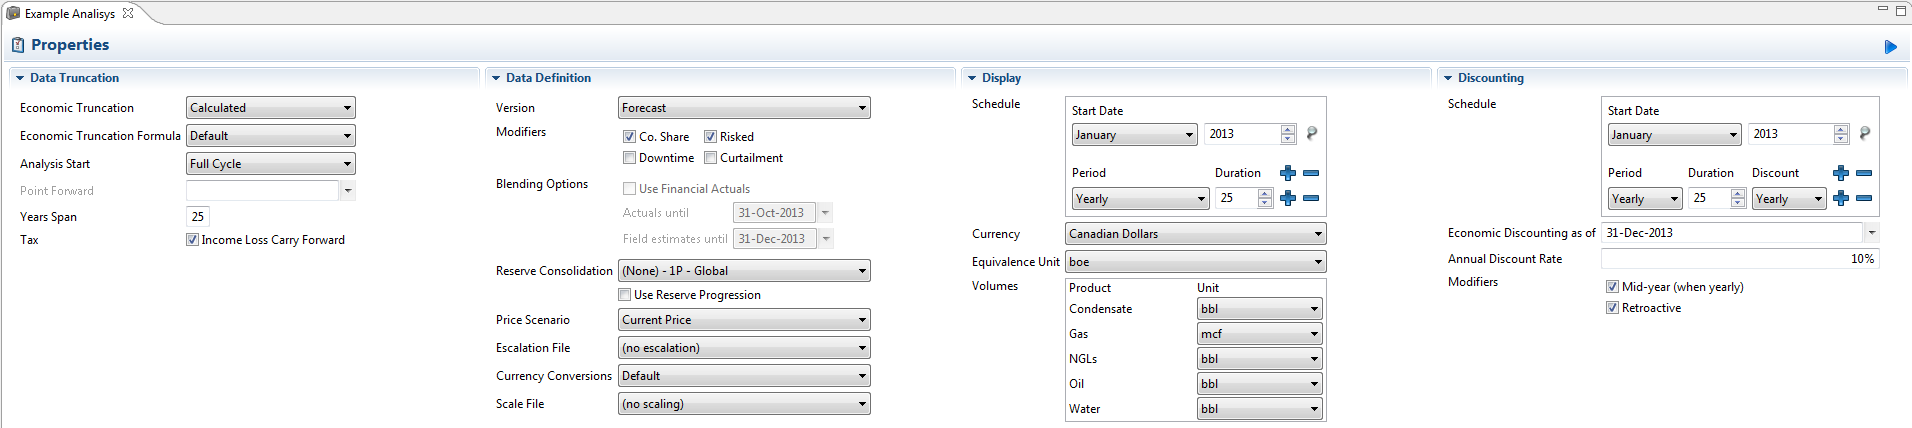 Example Analisys
Properties
Data Truncation
Economic Truncation Calculated
Economic Truncation Formula Default
Analysis Start Full Cycle
Point Forward
Years Span 25
Tax Income Loss Carry Forward
Data Definition
Version Forecast
Modifiers Co. Share Risked
Downtime Curtailment
Blending Options Use Financial Actuals
Actuals until 31-Oct-2013
Field estimates until 31-Dec-2013
Reserve Consolidation (None) - 1P - Global
Use Reserve Progression
Price Scenario Current Price
Escalation File (no escalation)
Currency Conversions Default
Scale File (no scaling)
Display
Schedule Start Date
January 2013
Period Duration
Yearly 25
Currency Canadian Dollars
Equivalence Unit boe
Volumes Product Unit
Condensate bbl
Gas mcf
NGLs bbl
Oil bbl
Water bbl
Discounting
Schedule Start Date
January 2013
Period Duration Discount
Yearly 25 Yearly
Economic Discounting as of 31-Dec-2013
Annual Discount Rate 10%
Modifiers Mid-year (when yearly)
Retroactive